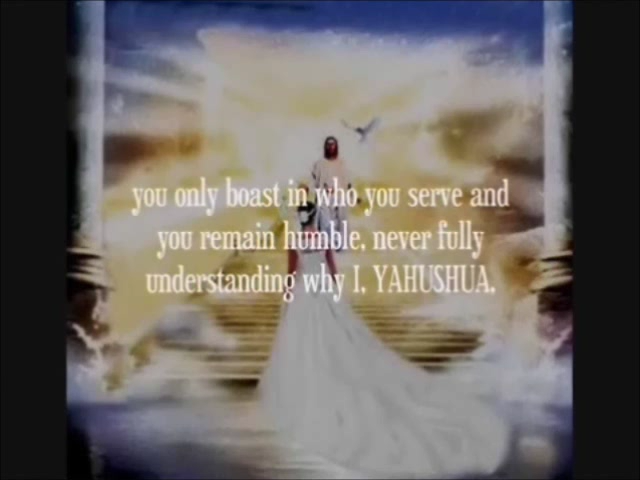 you only boast in who you serve and
you remain humble, never fully
understanding why I, YAHUSHUA,